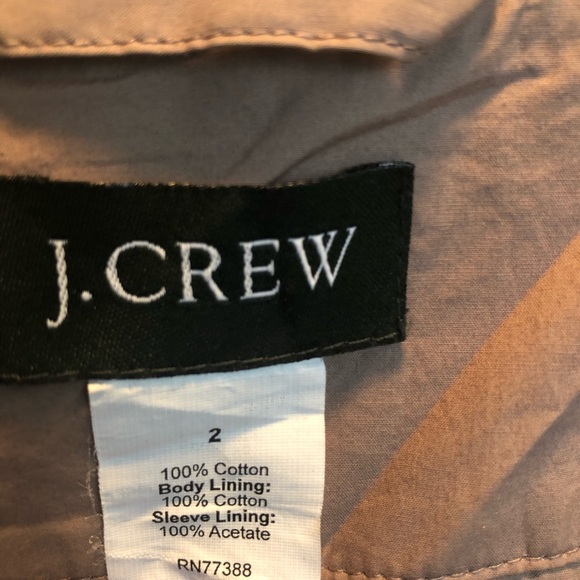 J.CREW
2
100% Cotton
Body Lining:
100% Cotton
Sleeve Lining:
100% Acetate
RN77388